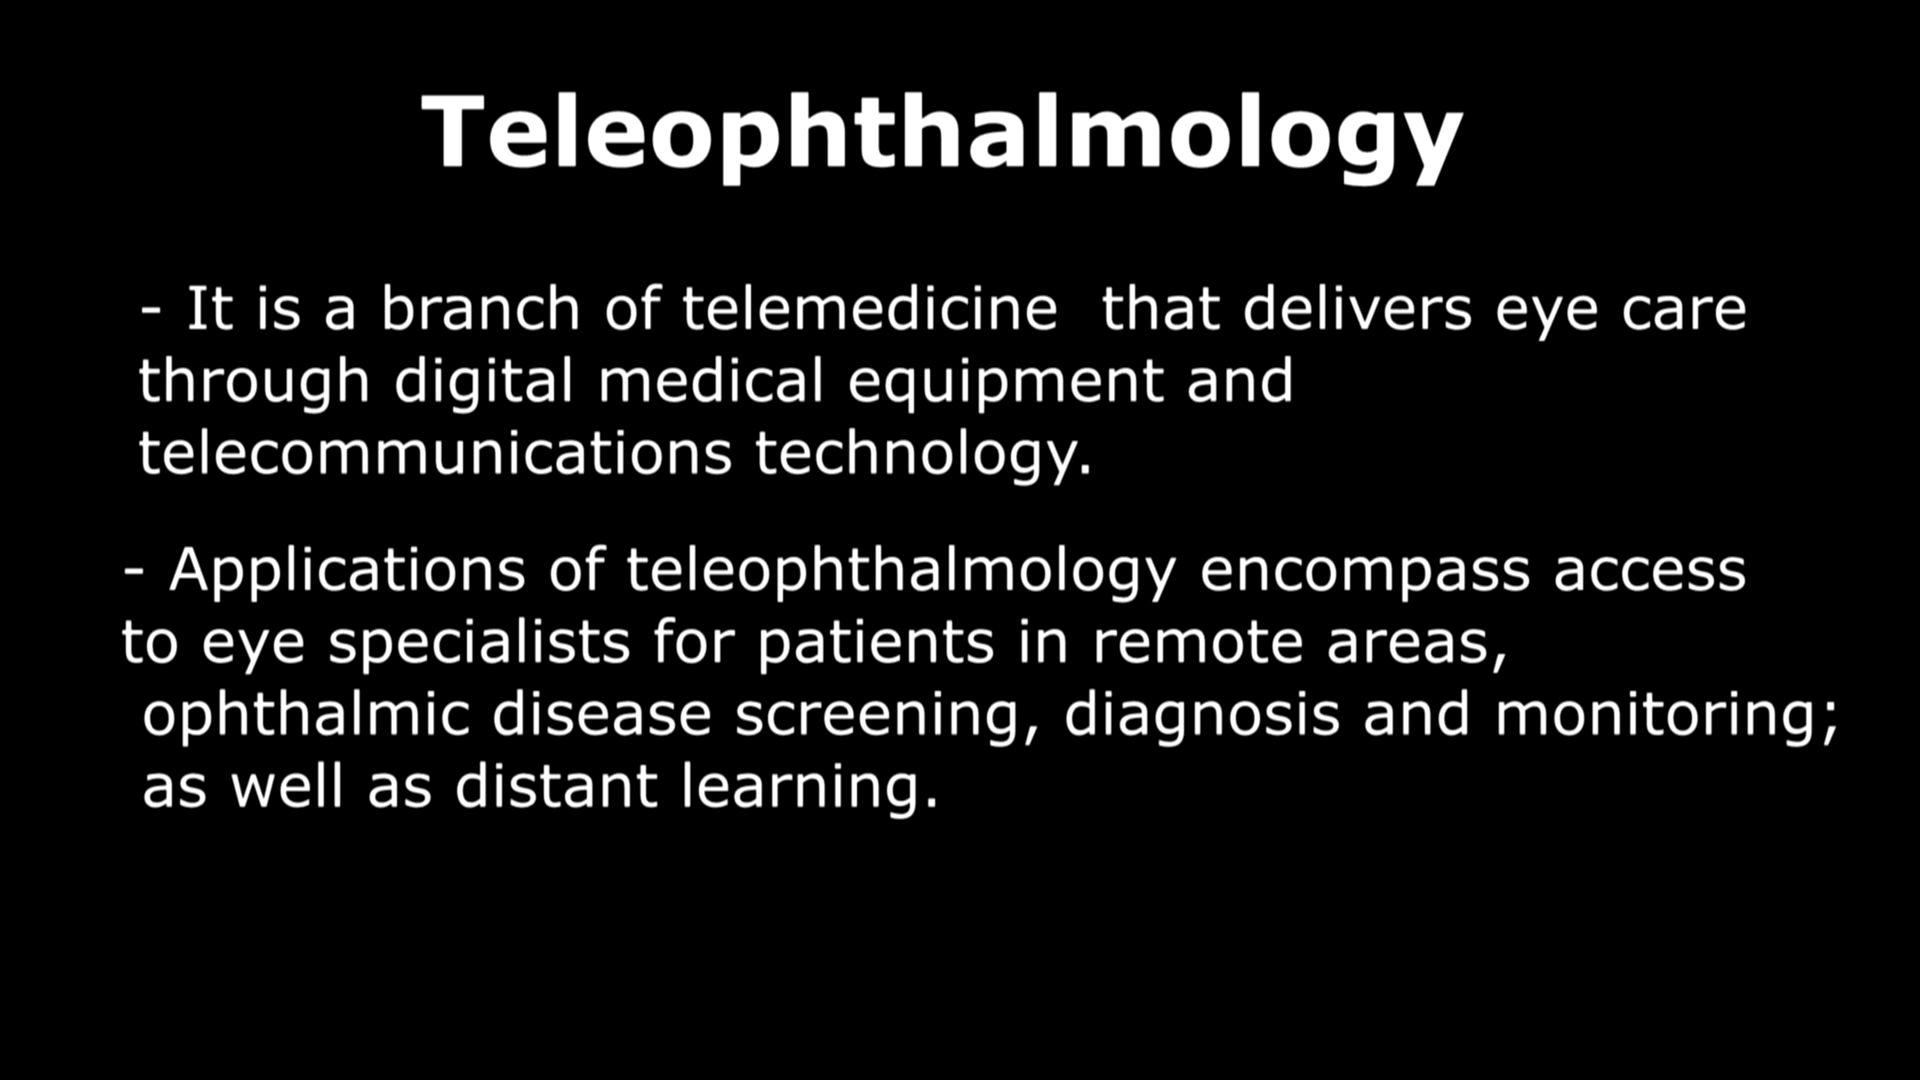 Teleophthalmology
- It is a branch of telemedicine  that delivers eye care
through digital medical equipment and
telecommunications technology.
- Applications of teleophthalmology encompass access
to eye specialists for patients in remote areas,
ophthalmic disease screening, diagnosis and monitoring;
as well as distant learning.